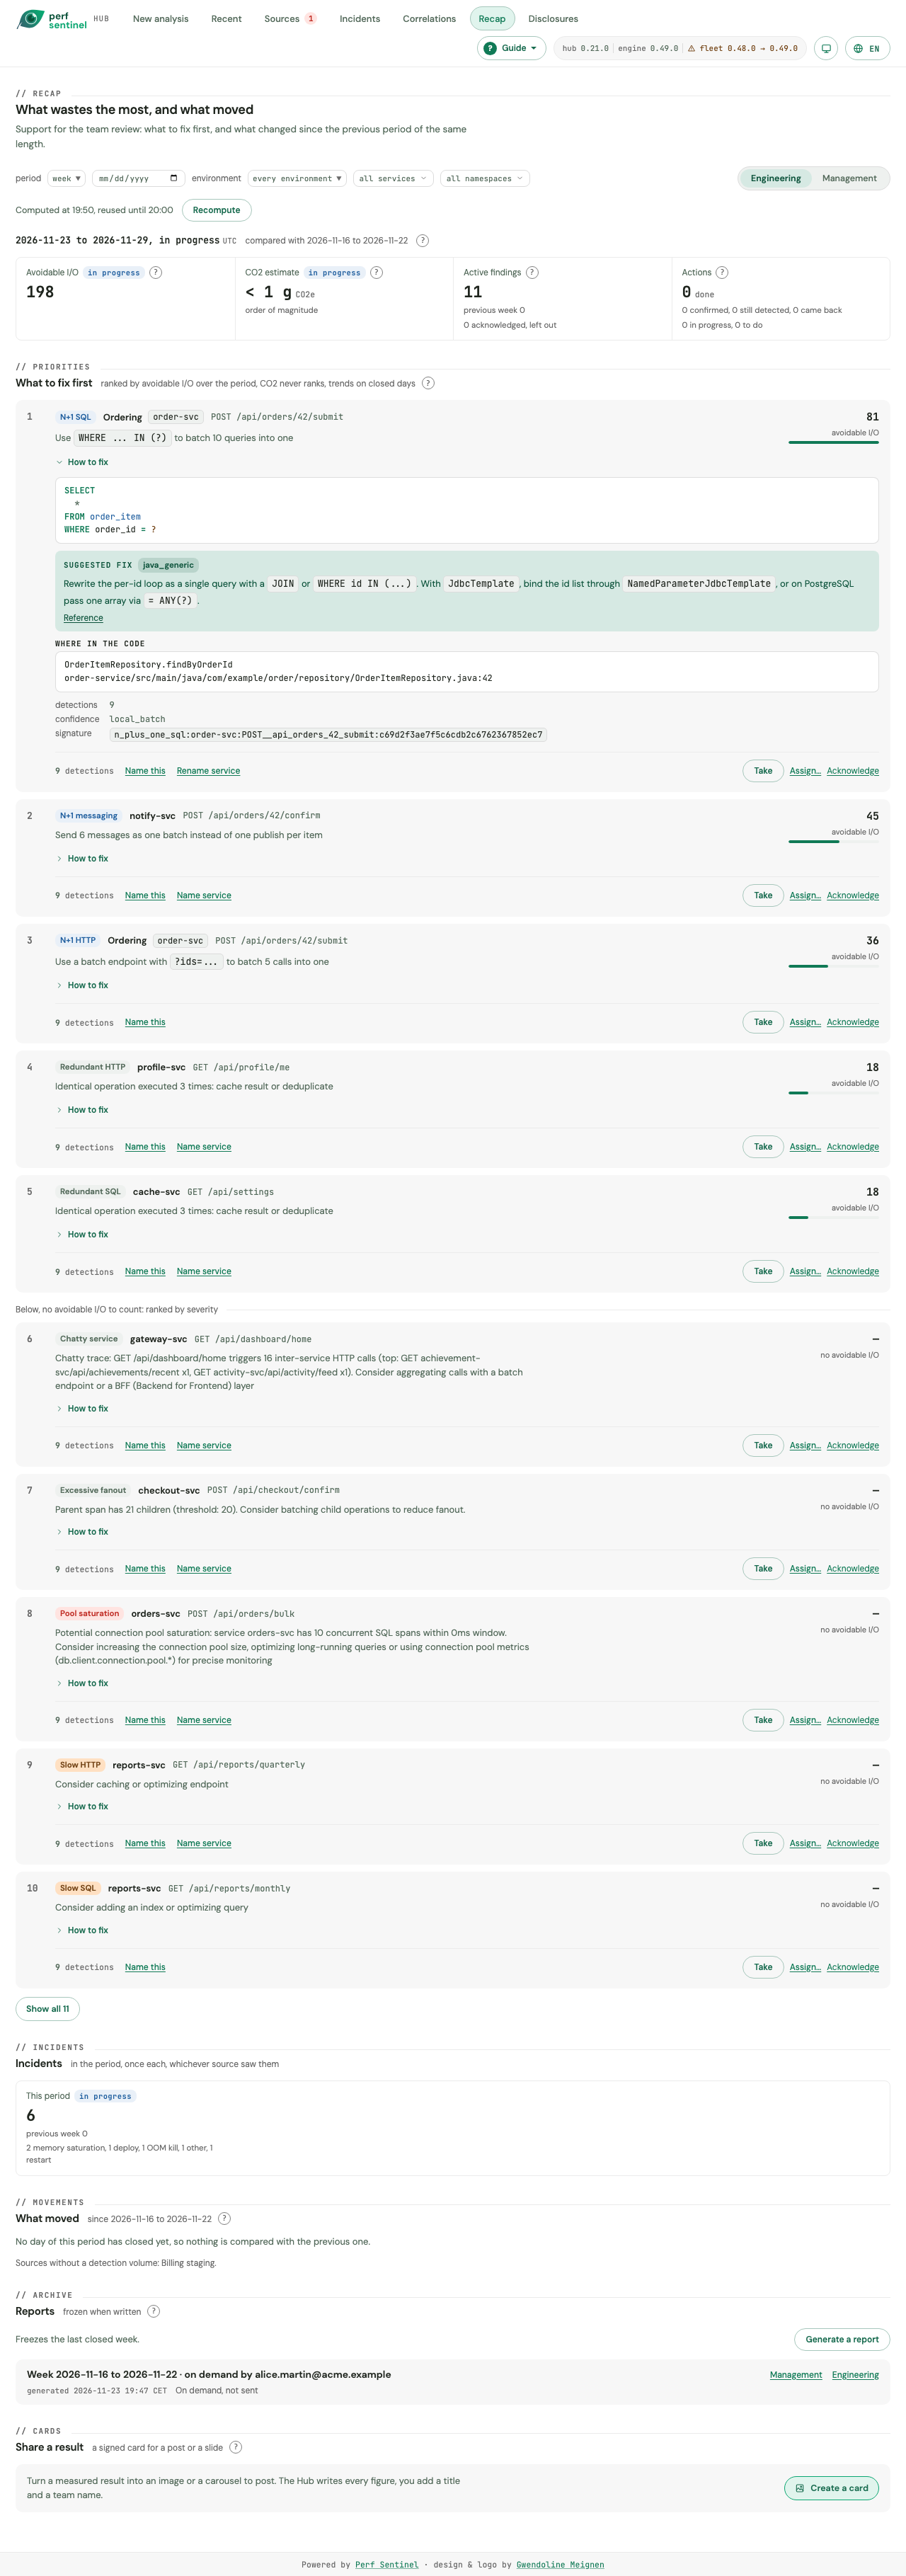 perf sentinel HUB New analysis Recent Sources 1 Incidents Correlations Recap Disclosures
? Guide hub 0.21.0 engine 0.49.0 fleet 0.48.0 → 0.49.0 EN
// RECAP
What wastes the most, and what moved
Support for the team review: what to fix first, and what changed since the previous period of the same
length.
period week mm/dd/yyyy environment every environment all services all namespaces Engineering Management
Computed at 19:50, reused until 20:00 Recompute
2026-11-23 to 2026-11-29, in progress UTC compared with 2026-11-16 to 2026-11-22 ?
Avoidable I/O in progress ? CO2 estimate in progress ? Active findings ? Actions ?
198 < 1 g CO2e 11 0 done
order of magnitude previous week 0 0 confirmed, 0 still detected, 0 came back
0 acknowledged, left out 0 in progress, 0 to do
// PRIORITIES
What to fix first ranked by avoidable I/O over the period, CO2 never ranks, trends on closed days ?
1 N+1 SQL Ordering order-svc POST /api/orders/42/submit 81
Use WHERE ... IN (?) to batch 10 queries into one avoidable I/O
How to fix
SELECT
*
FROM order_item
WHERE order_id = ?
SUGGESTED FIX java_generic
Rewrite the per-id loop as a single query with a JOIN or WHERE id IN (...). With JdbcTemplate, bind the id list through NamedParameterJdbcTemplate, or on PostgreSQL
pass one array via = ANY(?).
Reference
WHERE IN THE CODE
OrderItemRepository.findByOrderId
order-service/src/main/java/com/example/order/repository/OrderItemRepository.java:42
detections 9
confidence local_batch
signature n_plus_one_sql:order-svc:POST__api_orders_42_submit:c69d2f3ae7f5c6cdb2c6762367852ec7
9 detections Name this Rename service Take Assign... Acknowledge
2 N+1 messaging notify-svc POST /api/orders/42/confirm 45
Send 6 messages as one batch instead of one publish per item avoidable I/O
How to fix
9 detections Name this Name service Take Assign... Acknowledge
3 N+1 HTTP Ordering order-svc POST /api/orders/42/submit 36
Use a batch endpoint with ?ids=... to batch 5 calls into one avoidable I/O
How to fix
9 detections Name this Take Assign... Acknowledge
4 Redundant HTTP profile-svc GET /api/profile/me 18
Identical operation executed 3 times: cache result or deduplicate avoidable I/O
How to fix
9 detections Name this Name service Take Assign... Acknowledge
5 Redundant SQL cache-svc GET /api/settings 18
Identical operation executed 3 times: cache result or deduplicate avoidable I/O
How to fix
9 detections Name this Name service Take Assign... Acknowledge
Below, no avoidable I/O to count: ranked by severity
6 Chatty service gateway-svc GET /api/dashboard/home —
Chatty trace: GET /api/dashboard/home triggers 16 inter-service HTTP calls (top: GET achievement- no avoidable I/O
svc/api/achievements/recent x1, GET activity-svc/api/activity/feed x1). Consider aggregating calls with a batch
endpoint or a BFF (Backend for Frontend) layer
How to fix
9 detections Name this Name service Take Assign... Acknowledge
7 Excessive fanout checkout-svc POST /api/checkout/confirm —
Parent span has 21 children (threshold: 20). Consider batching child operations to reduce fanout. no avoidable I/O
How to fix
9 detections Name this Name service Take Assign... Acknowledge
8 Pool saturation orders-svc POST /api/orders/bulk —
Potential connection pool saturation: service orders-svc has 10 concurrent SQL spans within 0ms window. no avoidable I/O
Consider increasing the connection pool size, optimizing long-running queries or using connection pool metrics
(db.client.connection.pool.*) for precise monitoring
How to fix
9 detections Name this Name service Take Assign... Acknowledge
9 Slow HTTP reports-svc GET /api/reports/quarterly —
Consider caching or optimizing endpoint no avoidable I/O
How to fix
9 detections Name this Name service Take Assign... Acknowledge
10 Slow SQL reports-svc GET /api/reports/monthly —
Consider adding an index or optimizing query no avoidable I/O
How to fix
9 detections Name this Take Assign... Acknowledge
Show all 11
// INCIDENTS
Incidents in the period, once each, whichever source saw them
This period in progress
6
previous week 0
2 memory saturation, 1 deploy, 1 OOM kill, 1 other, 1
restart
// MOVEMENTS
What moved since 2026-11-16 to 2026-11-22 ?
No day of this period has closed yet, so nothing is compared with the previous one.
Sources without a detection volume: Billing staging.
// ARCHIVE
Reports frozen when written ?
Freezes the last closed week. Generate a report
Week 2026-11-16 to 2026-11-22 · on demand by alice.martin@acme.example Management Engineering
generated 2026-11-23 19:47 CET On demand, not sent
// CARDS
Share a result a signed card for a post or a slide ?
Turn a measured result into an image or a carousel to post. The Hub writes every figure, you add a title
and a team name. Create a card
Powered by Perf Sentinel · design & logo by Gwendoline Meignen